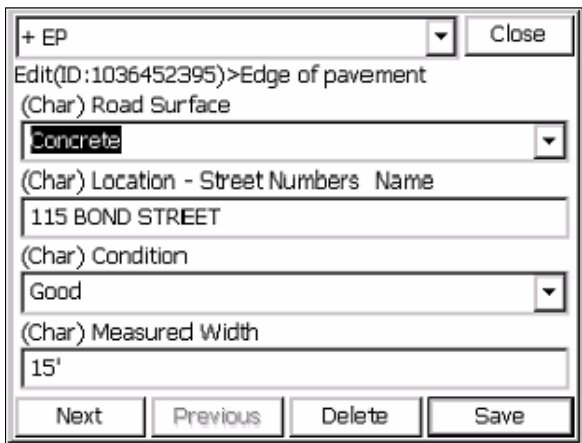 + EP Close
Edit(ID:1036452395)>Edge of pavement
(Char) Road Surface
Concrete
(Char) Location - Street Numbers Name
115 BOND STREET
(Char) Condition
Good
(Char) Measured Width
15'
Next Previous Delete Save